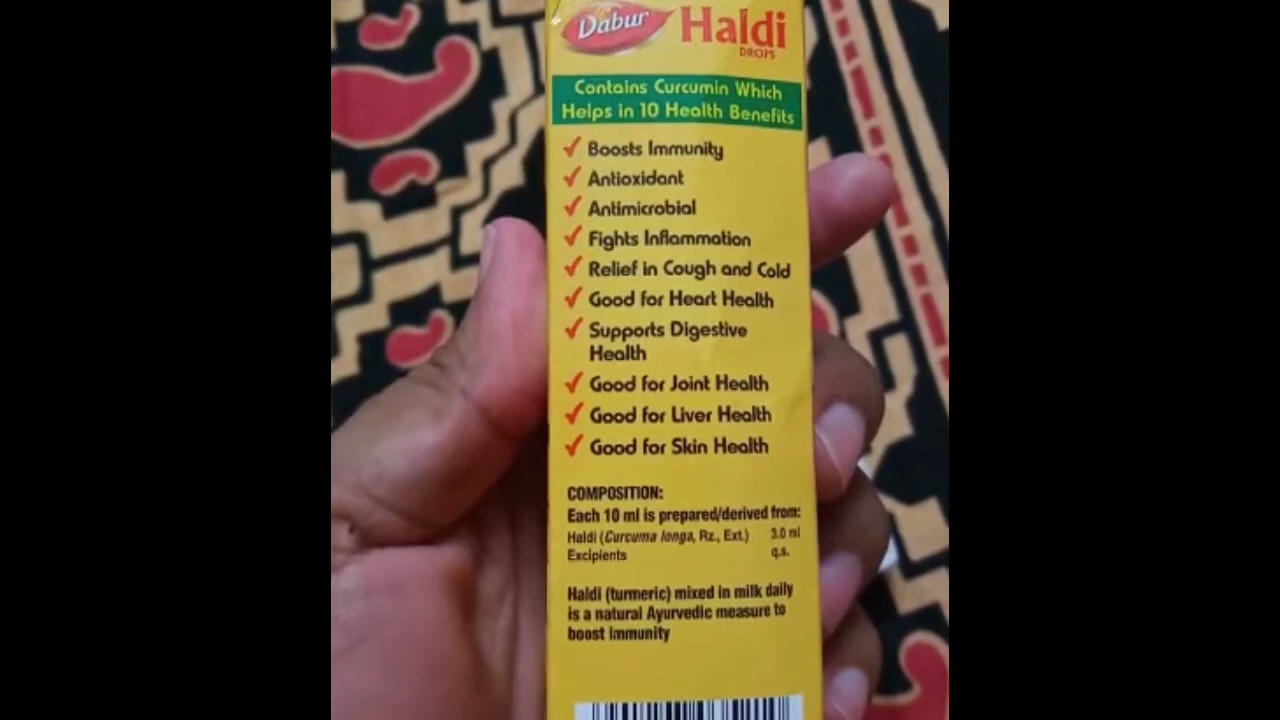 Dabur Haldi
DROPS
Contains Curcumin Which
Helps in 10 Health Benefits
✓ Boosts Immunity
✓ Antioxidant
✓ Antimicrobial
✓ Fights Inflammation
✓ Relief in Cough and Cold
✓ Good for Heart Health
✓ Supports Digestive
Health
✓ Good for Joint Health
✓ Good for Liver Health
✓ Good for Skin Health
COMPOSITION:
Each 10 ml is prepared/derived from:
Haldi (Curcuma longa, Rz., Ext.) 3.0 ml
Excipients q.s.
Haldi (turmeric) mixed in milk daily
is a natural Ayurvedic measure to
boost immunity